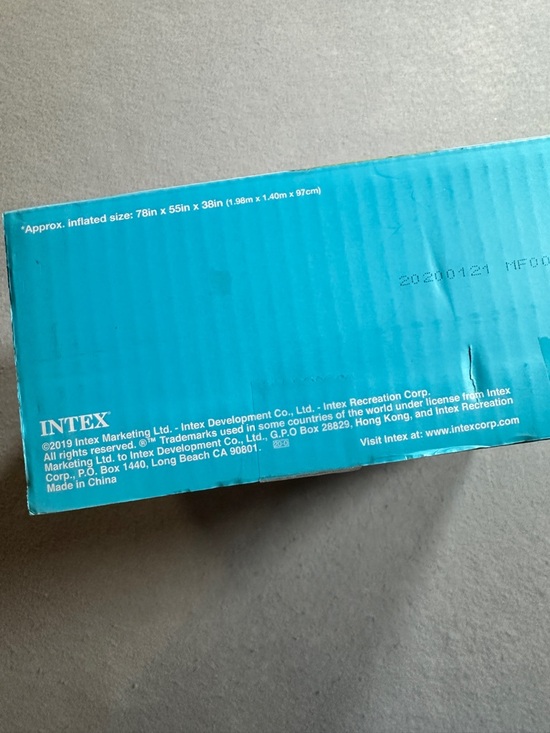 *Approx. inflated size: 78in x 55in x 38in (1.98m x 1.40m x 97cm)
20200121 MF00
INTEX®
©2019 Intex Marketing Ltd. - Intex Development Co., Ltd. - Intex Recreation Corp.
All rights reserved. ®™ Trademarks used in some countries of the world under license from Intex
Marketing Ltd. to Intex Development Co., Ltd., G.P.O Box 28829, Hong Kong, and Intex Recreation
Corp., P.O. Box 1440, Long Beach CA 90801.
Visit Intex at: www.intexcorp.com
Made in China